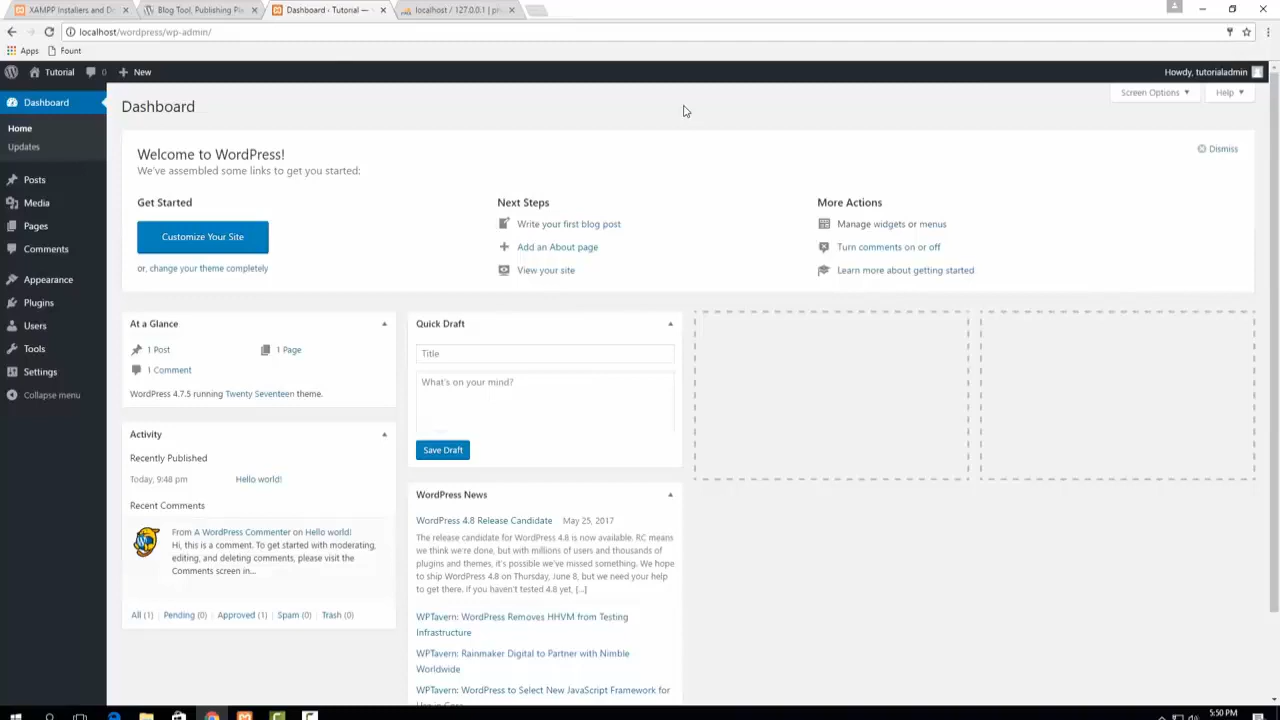 XAMPP Installers and D
Blog Tool, Publishing Pl
Dashboard ‹ Tutorial —
localhost / 127.0.0.1 | p
localhost/wordpress/wp-admin/
Apps Fount
Tutorial 0 New Howdy, tutorialadmin
Dashboard
Home
Updates
Posts
Media
Pages
Comments
Appearance
Plugins
Users
Tools
Settings
Collapse menu
Dashboard
Screen Options Help
Welcome to WordPress!
We've assembled some links to get you started:
Dismiss
Get Started
Customize Your Site
or, change your theme completely
Next Steps
Write your first blog post
Add an About page
View your site
More Actions
Manage widgets or menus
Turn comments on or off
Learn more about getting started
At a Glance
1 Post 1 Page
1 Comment
WordPress 4.7.5 running Twenty Seventeen theme.
Activity
Recently Published
Today, 9:48 pm Hello world!
Recent Comments
From A WordPress Commenter on Hello world!
Hi, this is a comment. To get started with moderating,
editing, and deleting comments, please visit the
Comments screen in...
All (1) | Pending (0) | Approved (1) | Spam (0) | Trash (0)
Quick Draft
Title
What's on your mind?
Save Draft
WordPress News
WordPress 4.8 Release Candidate May 25, 2017
The release candidate for WordPress 4.8 is now available. RC means
we think we're done, but with millions of users and thousands of
plugins and themes, it's possible we've missed something. We hope
to ship WordPress 4.8 on Thursday, June 8, but we need your help
to get there. if you haven't tested 4.8 yet, [...]
WPTavern: WordPress Removes HHVM from Testing
Infrastructure
WPTavern: Rainmaker Digital to Partner with Nimble
Worldwide
WPTavern: WordPress to Select New JavaScript Framework for
5:50 PM